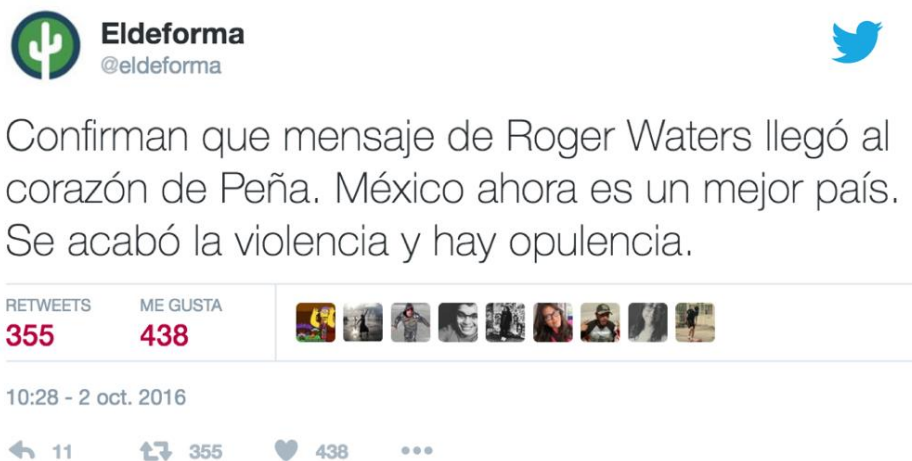 Eldeforma
@eldeforma
Confirman que mensaje de Roger Waters llegó al
corazón de Peña. México ahora es un mejor país.
Se acabó la violencia y hay opulencia.
RETWEETS ME GUSTA
355 438
10:28 - 2 oct. 2016
11 355 438